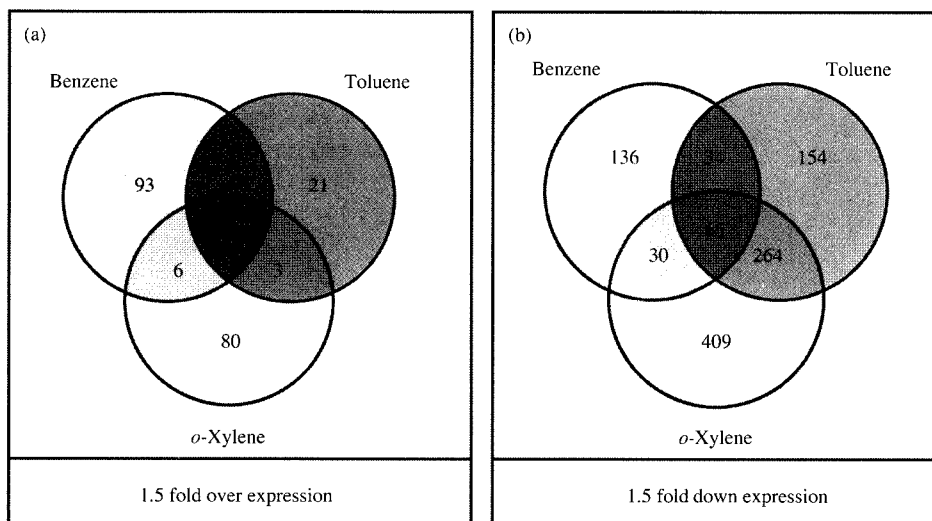 (a)
Benzene
Toluene
93
21
6
3
80
o-Xylene
1.5 fold over expression
(b)
Benzene
Toluene
136
154
30
264
409
o-Xylene
1.5 fold down expression